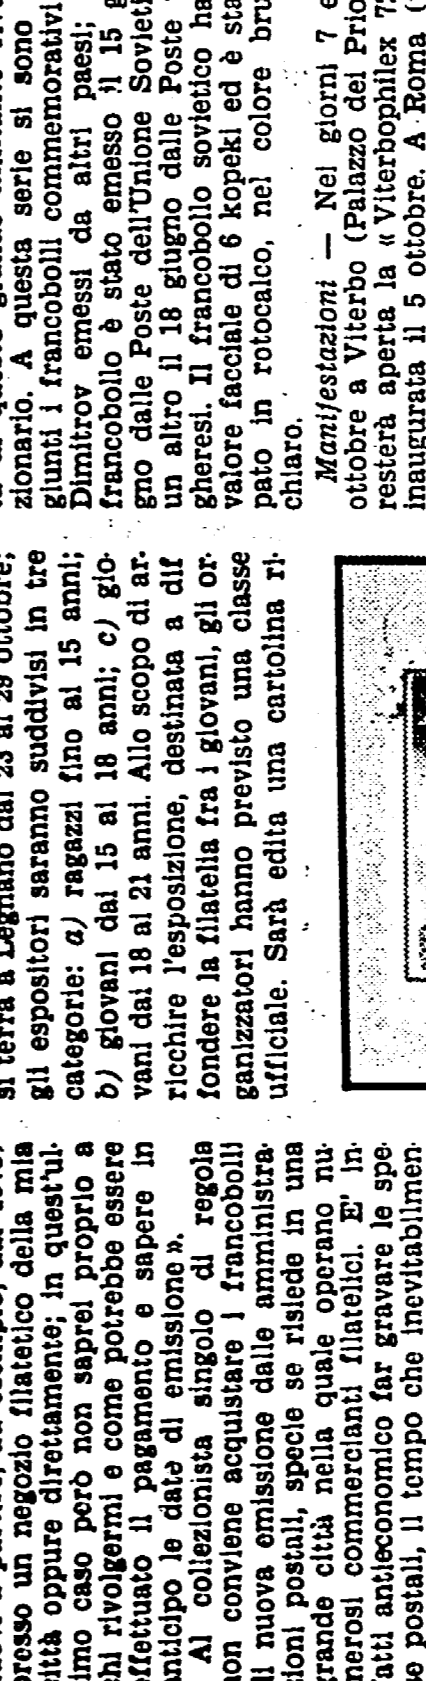 presso un negozio filatetico della mia
città oppure direttamente; in quest'ul-
timo caso però non saprei proprio a
chi rivolgermi e come potrebbe essere
effettuato il pagamento e sapere in
anticipo le date di emissione».
Al collezionista singolo di regola
non conviene acquistare i francobolli
di nuova emissione dalle amministra-
zioni postali, specie se risiede in una
grande città nella quale operano nu-
merosi commercianti filatelici. E' in-
fatti antieconomico far gravare le spe-
se postali, il tempo che inevitabilmen-
si terrà a Legnano dal 23 al 29 ottobre;
gli espositori saranno suddivisi in tre
categorie: a) ragazzi fino ai 15 anni;
b) giovani dai 15 ai 18 anni; c) gio-
vani dai 18 ai 21 anni. Allo scopo di ar-
ricchire l'esposizione, destinata a dif
fondere la filatelia fra i giovani, gli or-
ganizzatori hanno previsto una classe
ufficiale. Sarà edita una cartolina ri-
zionario. A questa serie si sono
giunti i francobolli commemorativi
Dimitrov emessi da altri paesi;
francobollo è stato emesso il 15 g
gno dalle Poste dell'Unione Sovieti
un altro il 18 giugno dalle Poste
gheresi. Il francobollo sovietico ha
valore facciale di 6 kopeki ed è sta
pato in rotocalco, nel colore bru
chiaro.
Manifestazioni — Nei giorni 7 e
ottobre a Viterbo (Palazzo dei Prio
resterà aperta la «Viterbophilex 7
inaugurata il 5 ottobre. A Roma (